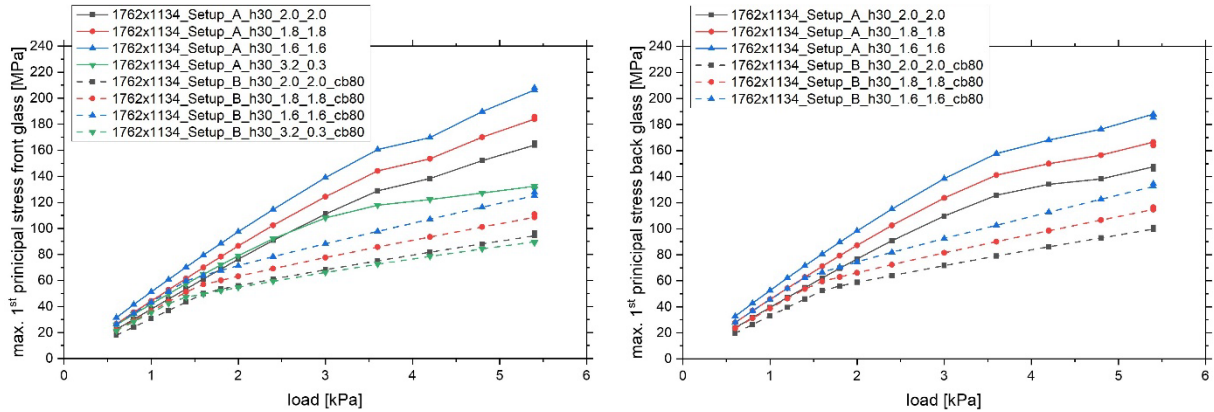 1762x1134_Setup_A_h30_2.0_2.0
1762x1134_Setup_A_h30_1.8_1.8
1762x1134_Setup_A_h30_1.6_1.6
1762x1134_Setup_A_h30_3.2_0.3
1762x1134_Setup_B_h30_2.0_2.0_cb80
1762x1134_Setup_B_h30_1.8_1.8_cb80
1762x1134_Setup_B_h30_1.6_1.6_cb80
1762x1134_Setup_B_h30_3.2_0.3_cb80
max. 1st prinicipal stress front glass [MPa]
240
220
200
180
160
140
120
100
80
60
40
20
0
0 1 2 3 4 5 6
load [kPa]
1762x1134_Setup_A_h30_2.0_2.0
1762x1134_Setup_A_h30_1.8_1.8
1762x1134_Setup_A_h30_1.6_1.6
1762x1134_Setup_B_h30_2.0_2.0_cb80
1762x1134_Setup_B_h30_1.8_1.8_cb80
1762x1134_Setup_B_h30_1.6_1.6_cb80
max. 1st prinicipal stress back glass [MPa]
240
220
200
180
160
140
120
100
80
60
40
20
0
0 1 2 3 4 5 6
load [kPa]